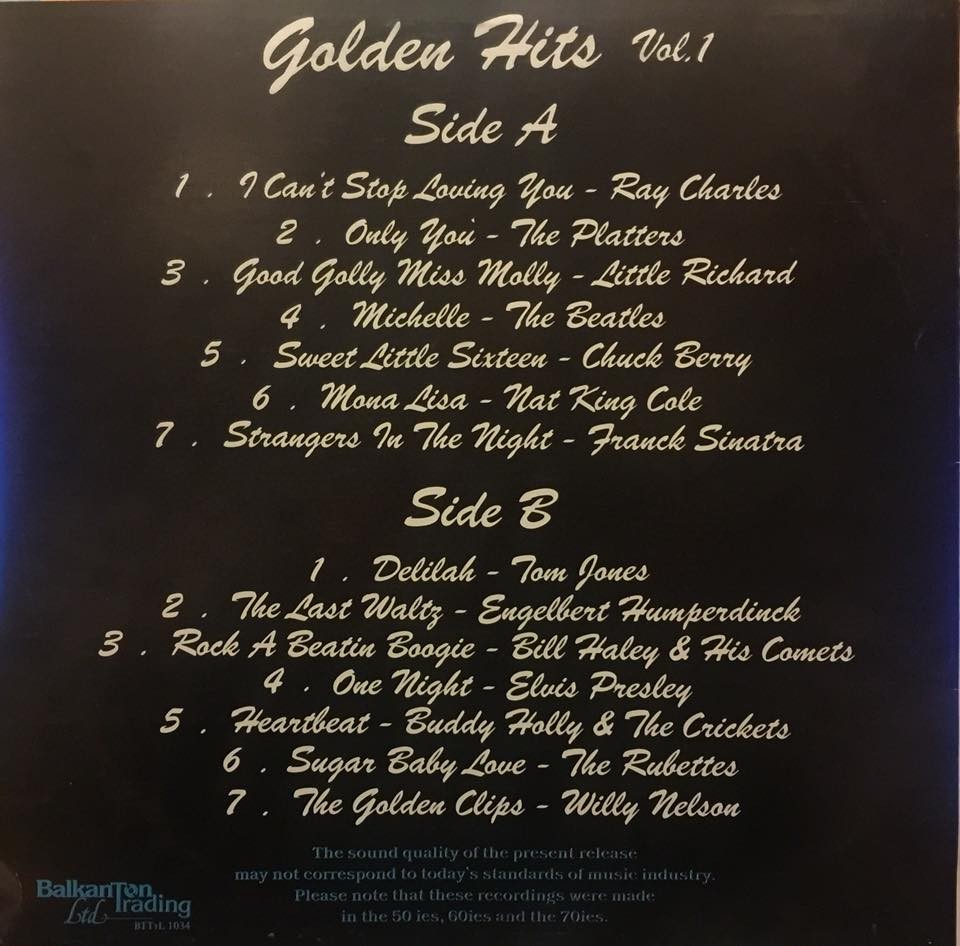 Golden Hits Vol.1
Side A
1 . I Can't Stop Loving You - Ray Charles
2 . Only You - The Platters
3 . Good Golly Miss Molly - Little Richard
4 . Michelle - The Beatles
5 . Sweet Little Sixteen - Chuck Berry
6 . Mona Lisa - Nat King Cole
7 . Strangers In The Night - Franck Sinatra
Side B
1 . Delilah - Tom Jones
2 . The Last Waltz - Engelbert Humperdinck
3 . Rock A Beatin Boogie - Bill Haley & His Comets
4 . One Night - Elvis Presley
5 . Heartbeat - Buddy Holly & The Crickets
6 . Sugar Baby Love - The Rubettes
7 . The Golden Clips - Willy Nelson
The sound quality of the present release
may not correspond to today's standards of music industry.
Please note that these recordings were made
in the 50 ies, 60ies and the 70ies.
BalkanTon
Trading
Ltd.
BTTsL 1034